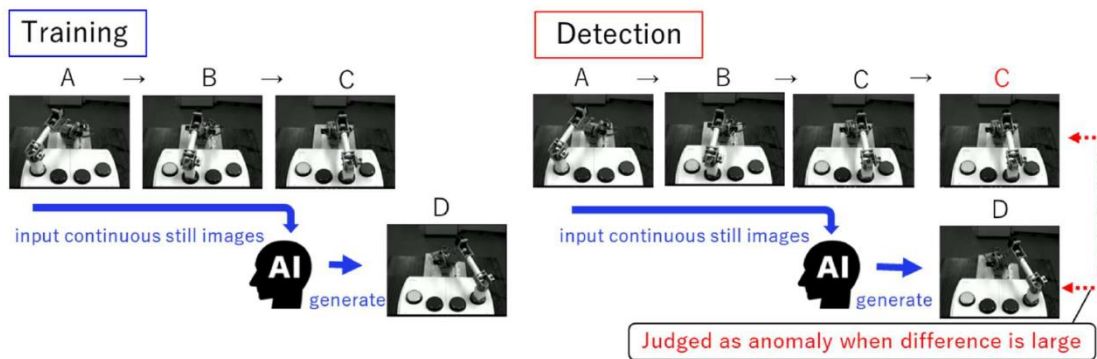 Training
A → B → C
input continuous still images
AI
generate
D
Detection
A → B → C → C
input continuous still images
AI
generate
D
Judged as anomaly when difference is large